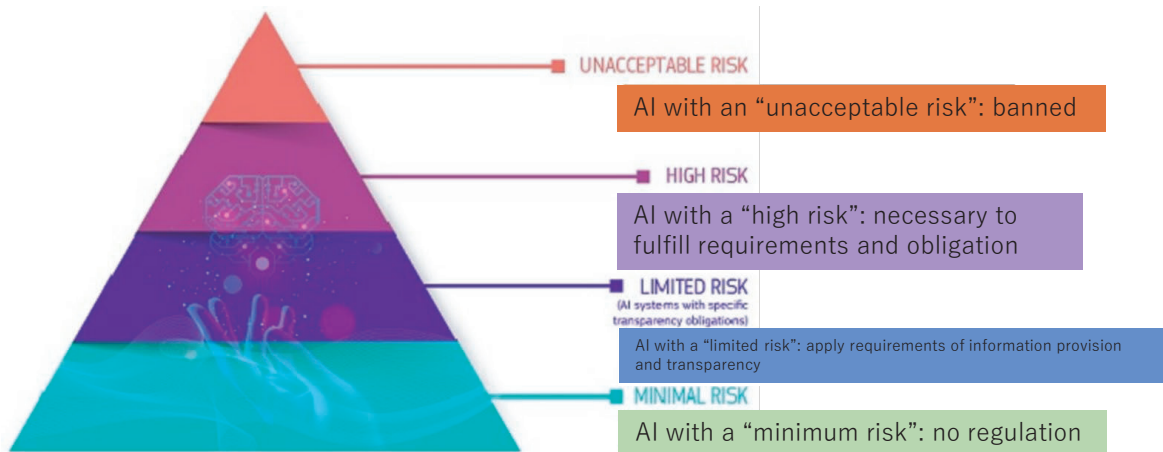 UNACCEPTABLE RISK
AI with an “unacceptable risk”: banned
HIGH RISK
AI with a “high risk”: necessary to
fulfill requirements and obligation
LIMITED RISK
(AI systems with specific
transparency obligations)
AI with a “limited risk”: apply requirements of information provision
and transparency
MINIMAL RISK
AI with a “minimum risk”: no regulation